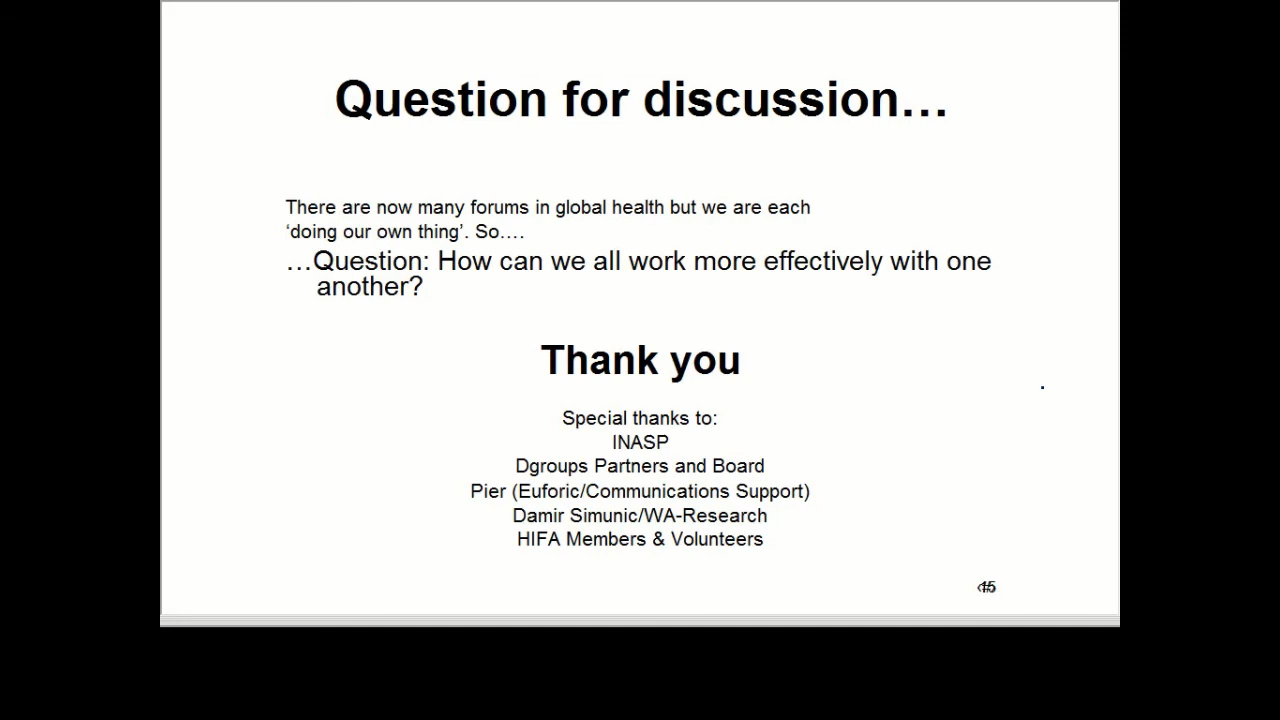 Question for discussion…
There are now many forums in global health but we are each
‘doing our own thing’. So….
…Question: How can we all work more effectively with one
another?
Thank you
Special thanks to:
INASP
Dgroups Partners and Board
Pier (Euforic/Communications Support)
Damir Simunic/WA-Research
HIFA Members & Volunteers